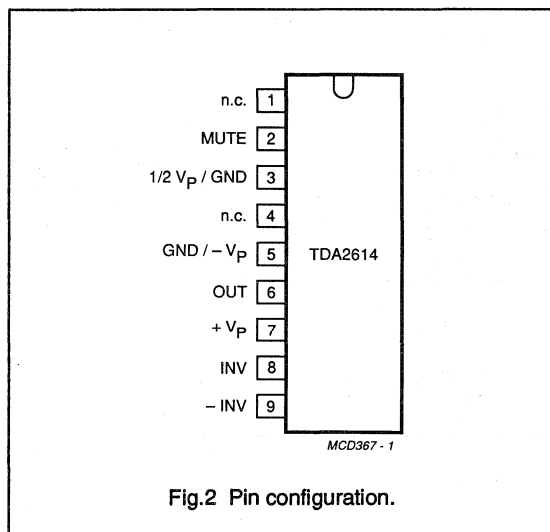 n.c. 1
MUTE 2
1/2 VP / GND 3
n.c. 4
GND / – VP 5
TDA2614
OUT 6
+ VP 7
INV 8
– INV 9
MCD367 - 1
Fig.2 Pin configuration.